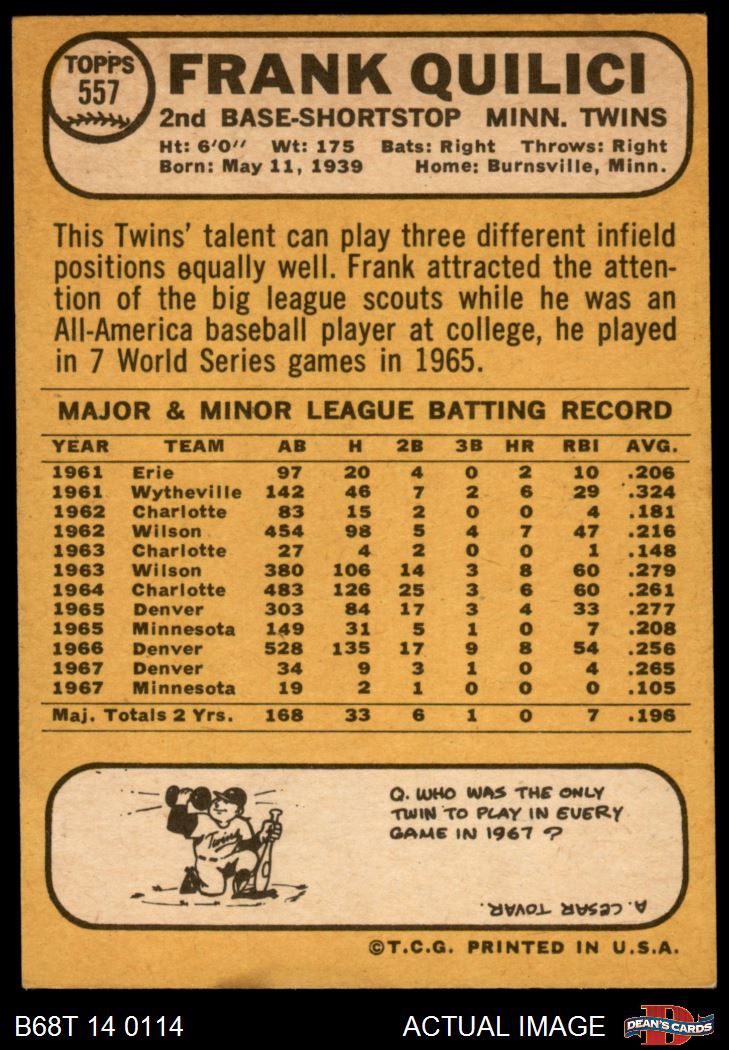 TOPPS
557
FRANK QUILICI
2nd BASE-SHORTSTOP MINN. TWINS
Ht: 6'0" Wt: 175 Bats: Right Throws: Right
Born: May 11, 1939 Home: Burnsville, Minn.
This Twins' talent can play three different infield
positions equally well. Frank attracted the atten-
tion of the big league scouts while he was an
All-America baseball player at college, he played
in 7 World Series games in 1965.
MAJOR & MINOR LEAGUE BATTING RECORD
YEAR TEAM AB H 2B 3B HR RBI AVG.
1961 Erie 97 20 4 0 2 10 .206
1961 Wytheville 142 46 7 2 6 29 .324
1962 Charlotte 83 15 2 0 0 4 .181
1962 Wilson 454 98 5 4 7 47 .216
1963 Charlotte 27 4 2 0 0 1 .148
1963 Wilson 380 106 14 3 8 60 .279
1964 Charlotte 483 126 25 3 6 60 .261
1965 Denver 303 84 17 3 4 33 .277
1965 Minnesota 149 31 5 1 0 7 .208
1966 Denver 528 135 17 9 8 54 .256
1967 Denver 34 9 3 1 0 4 .265
1967 Minnesota 19 2 1 0 0 0 .105
Maj. Totals 2 Yrs. 168 33 6 1 0 7 .196
Twins
Q. WHO WAS THE ONLY
TWIN TO PLAY IN EVERY
GAME IN 1967 ?
A. CESAR TOVAR.
©T.C.G. PRINTED IN U.S.A.
B68T 14 0114 ACTUAL IMAGE
DEAN'S CARDS